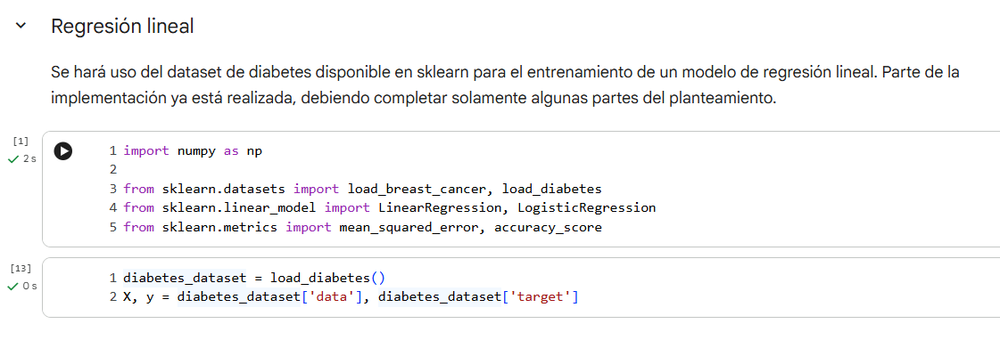 Regresión lineal
Se hará uso del dataset de diabetes disponible en sklearn para el entrenamiento de un modelo de regresión lineal. Parte de la
implementación ya está realizada, debiendo completar solamente algunas partes del planteamiento.
[1]
2 s
1 import numpy as np
2
3 from sklearn.datasets import load_breast_cancer, load_diabetes
4 from sklearn.linear_model import LinearRegression, LogisticRegression
5 from sklearn.metrics import mean_squared_error, accuracy_score
[13]
0 s
1 diabetes_dataset = load_diabetes()
2 X, y = diabetes_dataset['data'], diabetes_dataset['target']